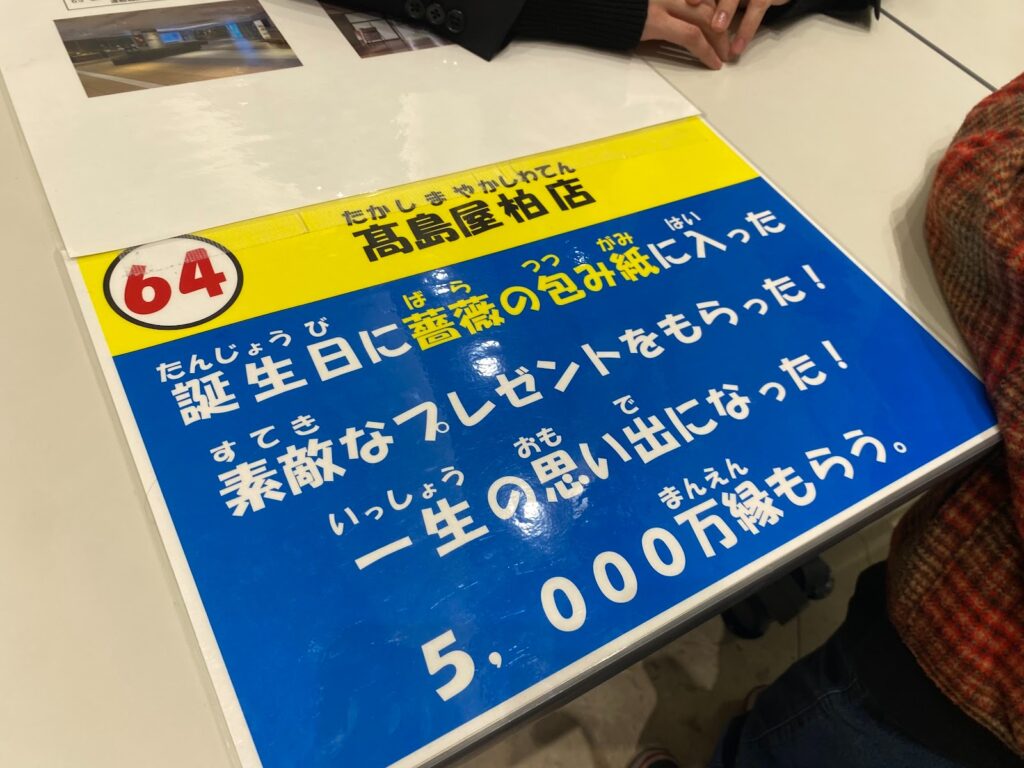 64
たかしまやかしわてん
髙島屋柏店
たんじょうび ばら つつ かみ はい
誕生日に薔薇の包み紙に入った
すてき
素敵なプレゼントをもらった！
いっしょう おも で
一生の思い出になった！
まんえん
5，000万縁もらう。